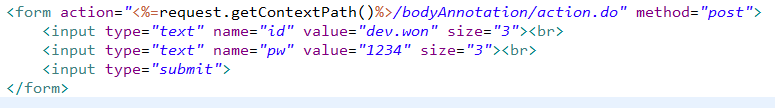 <form action="<%=request.getContextPath()%>/bodyAnnotation/action.do" method="post">
<input type="text" name="id" value="dev.won" size="3"><br>
<input type="text" name="pw" value="1234" size="3"><br>
<input type="submit">
</form>